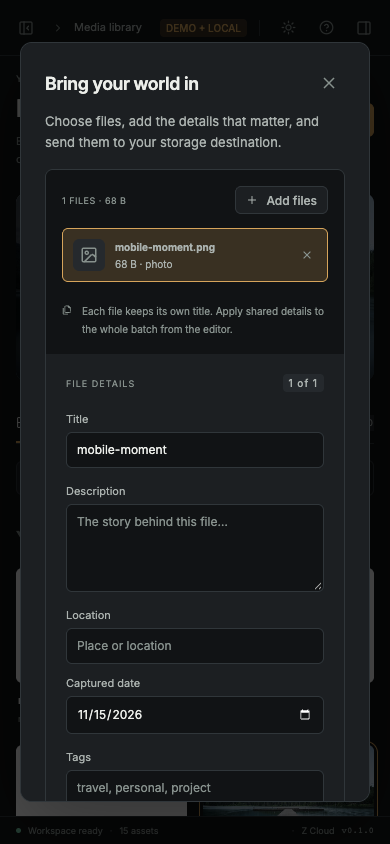 Media library
DEMO + LOCAL
Bring your world in
Choose files, add the details that matter, and
send them to your storage destination.
1 FILES · 68 B
Add files
mobile-moment.png
68 B · photo
Each file keeps its own title. Apply shared details to
the whole batch from the editor.
FILE DETAILS
1 of 1
Title
mobile-moment
Description
The story behind this file...
Location
Place or location
Captured date
11/15/2026
Tags
travel, personal, project
Workspace ready · 15 assets
Z Cloud v0.1.0